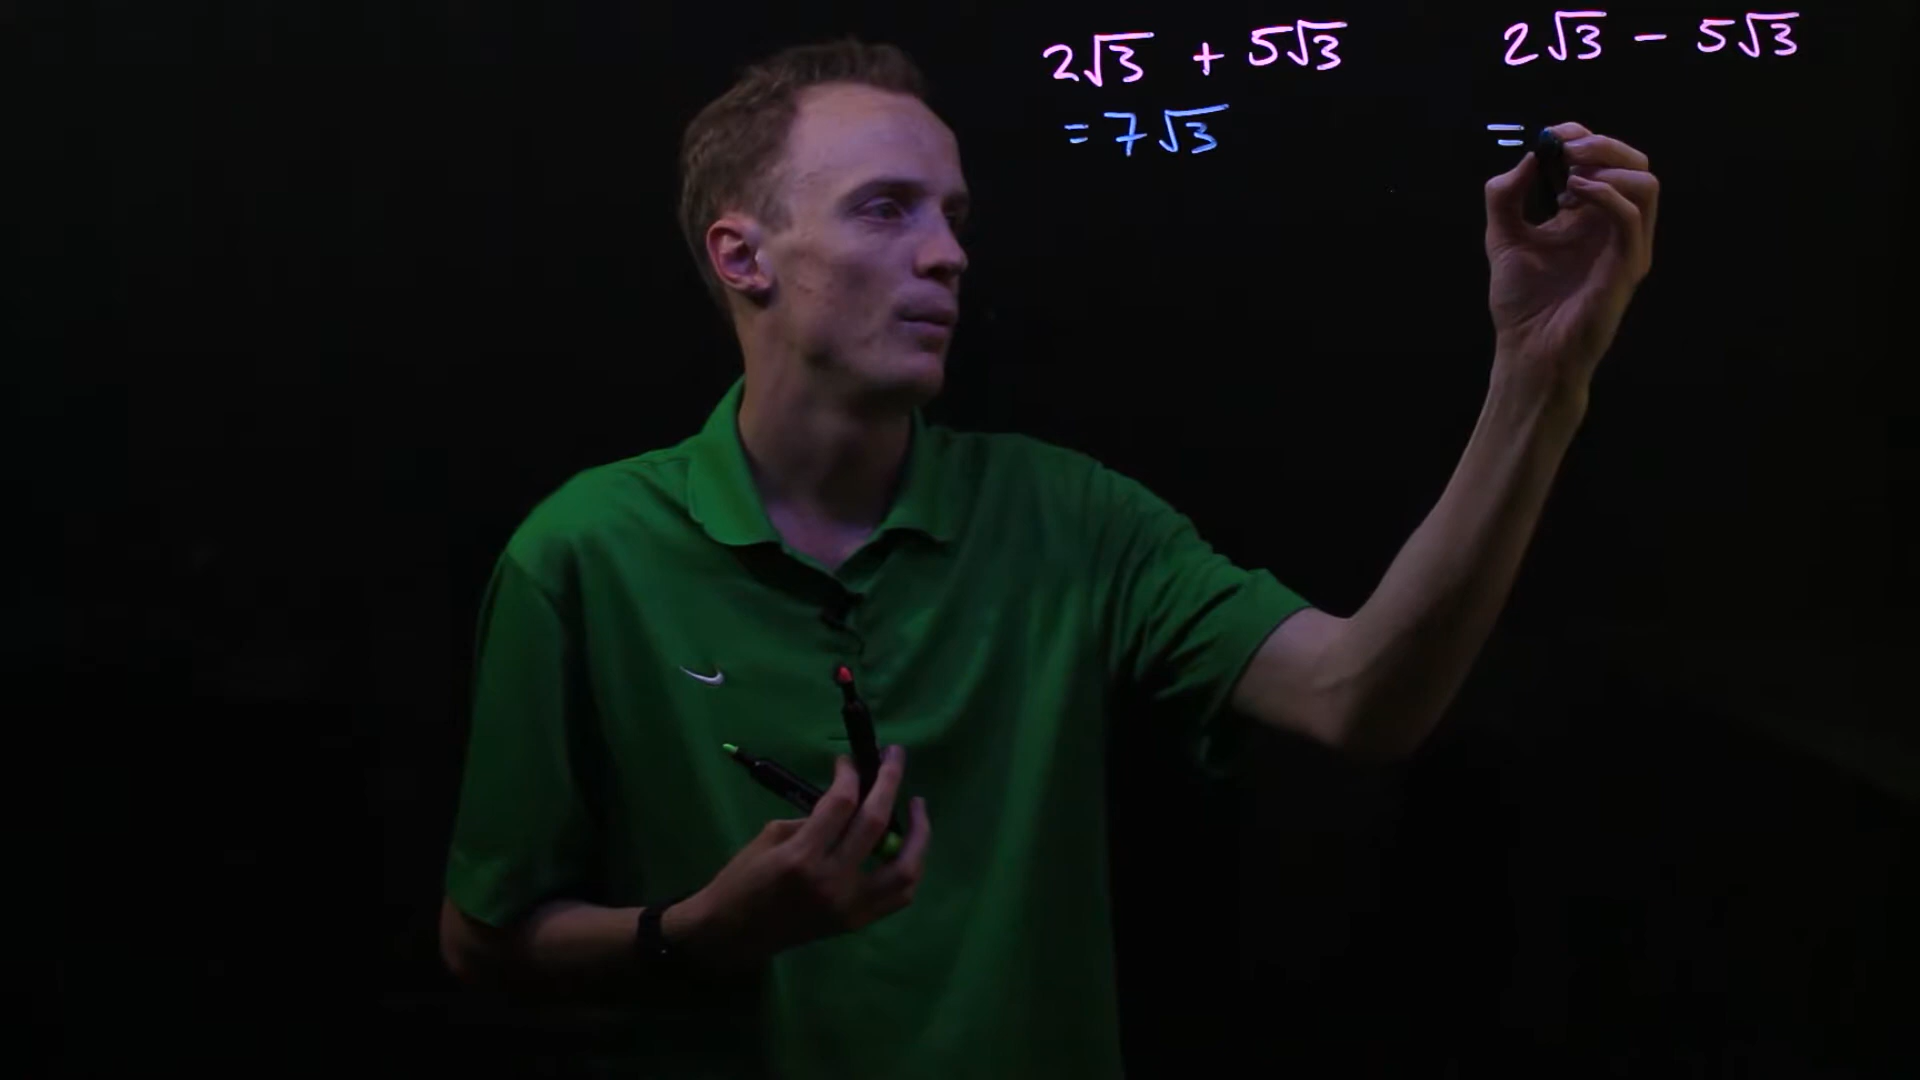 2√3 + 5√3
= 7√3
2√3 - 5√3
=